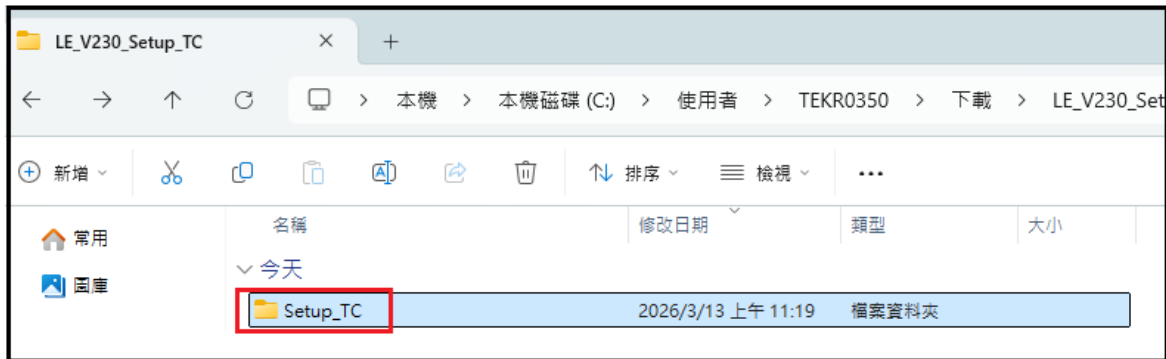 LE_V230_Setup_TC
本機 > 本機磁碟 (C:) > 使用者 > TEKR0350 > 下載 > LE_V230_Set
新增 排序 檢視 ...
名稱 修改日期 類型 大小
常用
今天
圖庫
Setup_TC 2026/3/13 上午 11:19 檔案資料夾